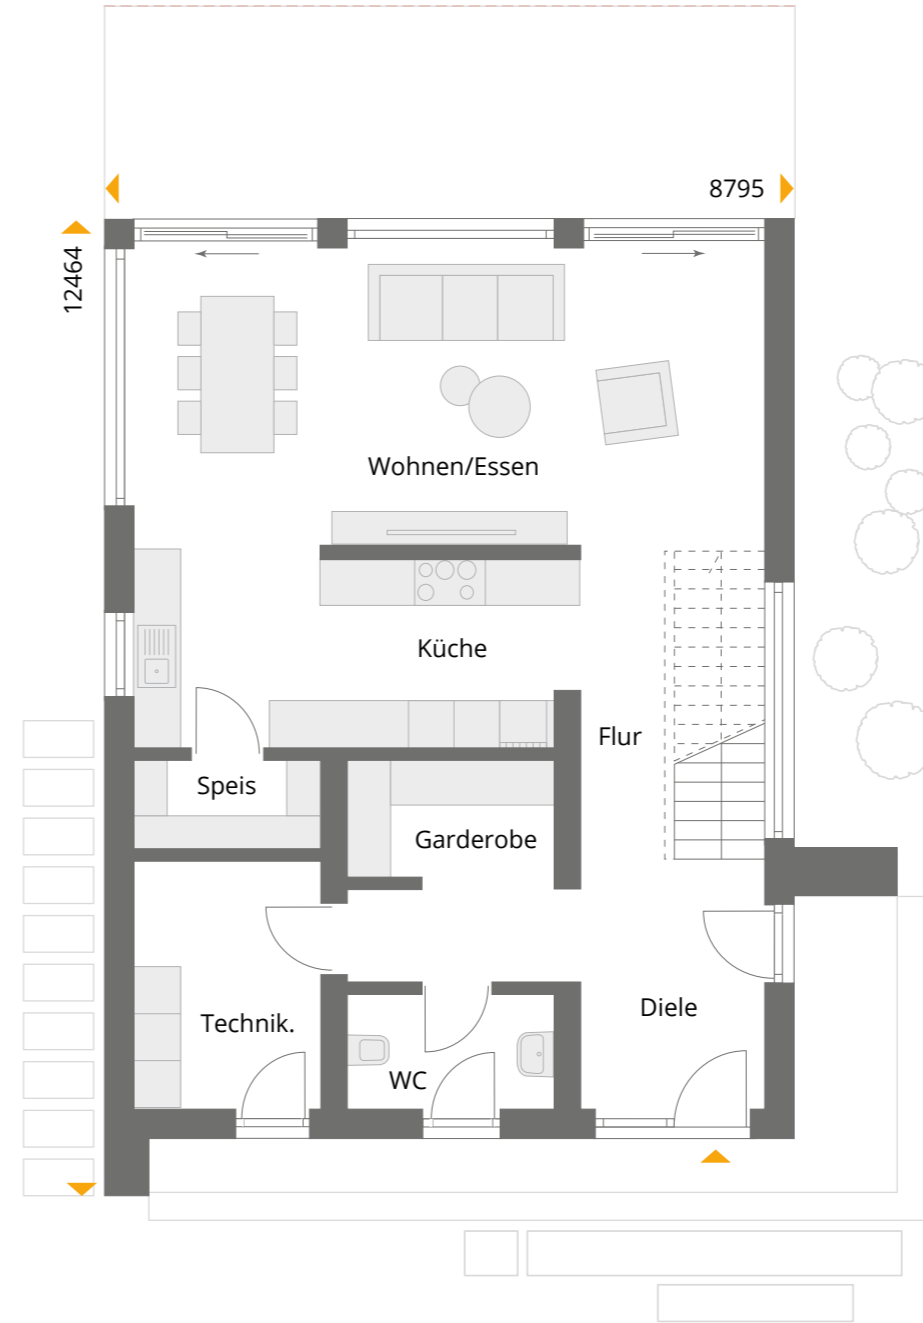 8795
12464
Wohnen/Essen
Küche
Flur
Speis
Garderobe
Diele
Technik.
WC